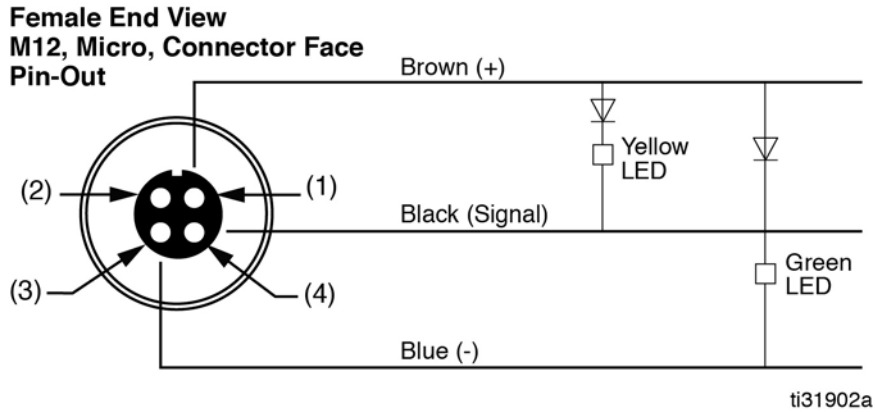 Female End View
M12, Micro, Connector Face
Pin-Out
Brown (+)
Yellow
LED
(2)
(1)
Black (Signal)
Green
LED
(3)
(4)
Blue (-)
ti31902a